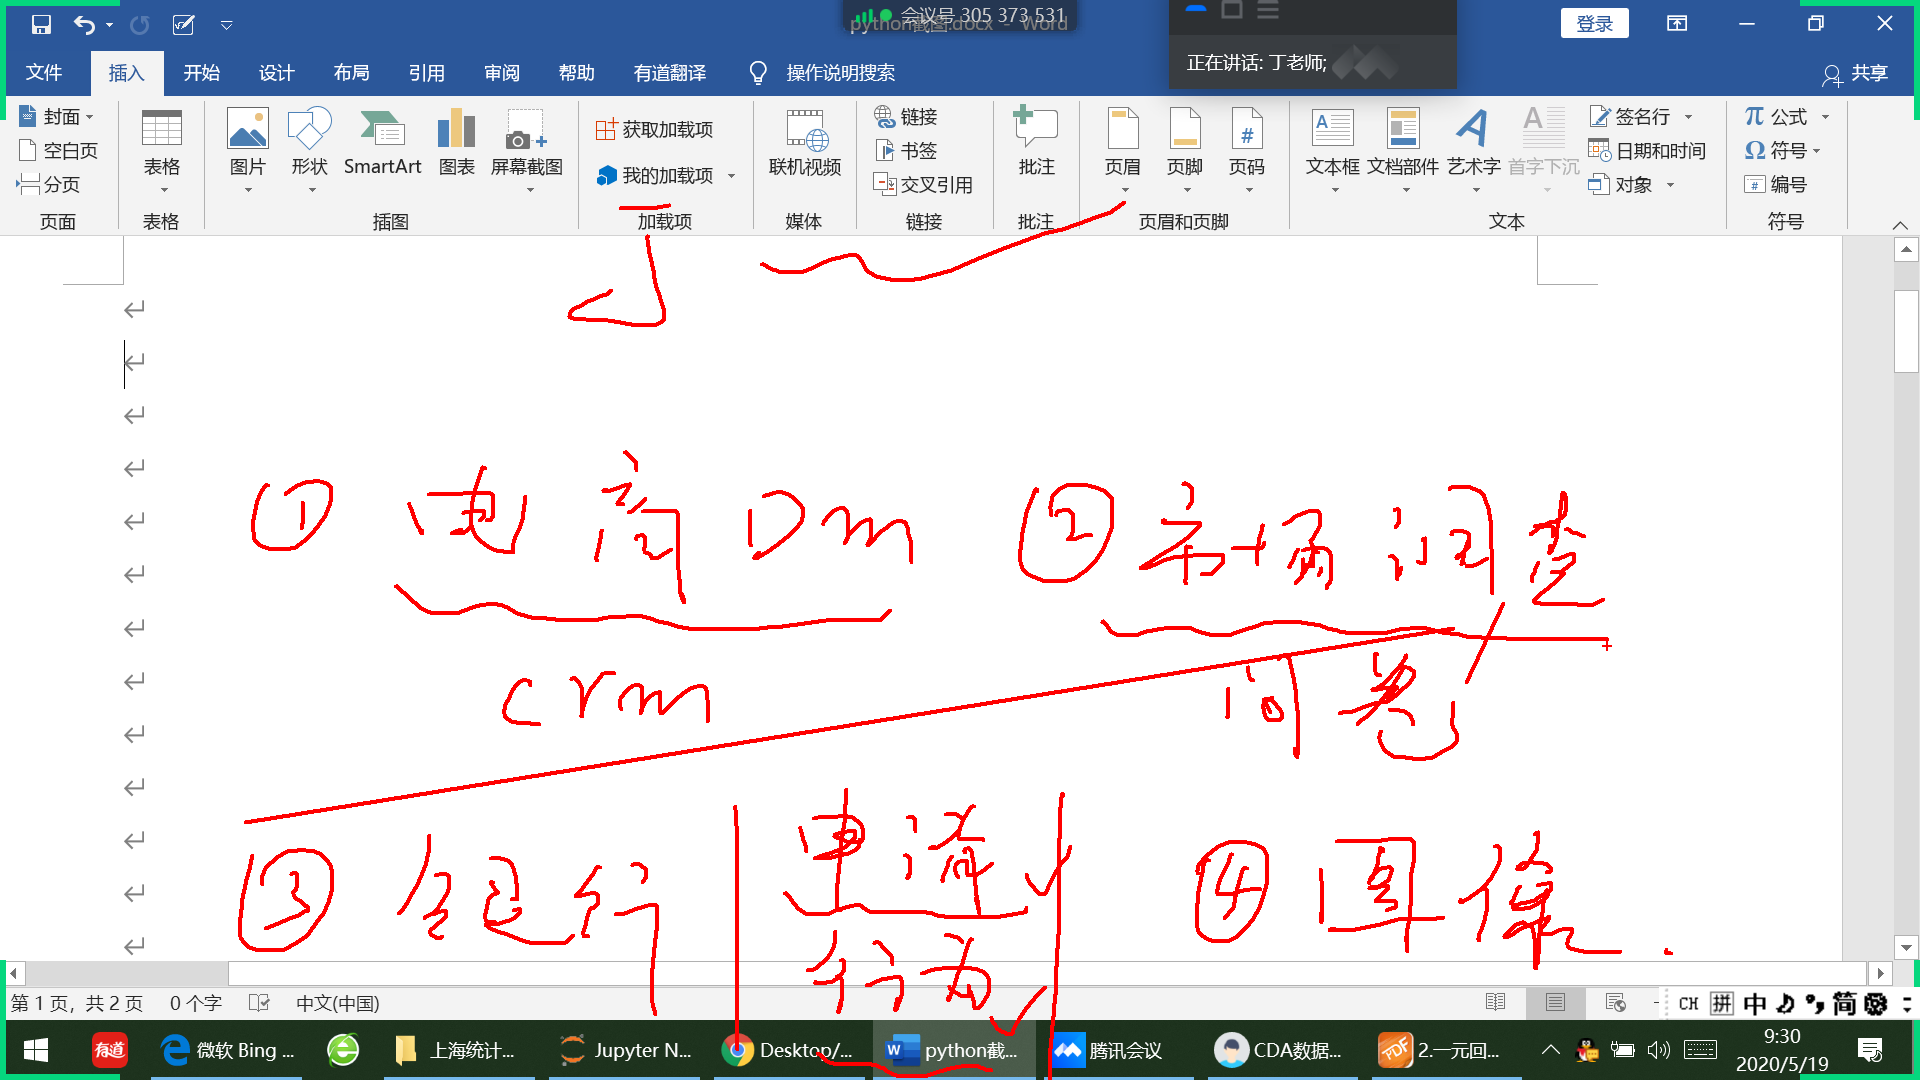 会议号 305 373 531
python截图.docx - Word
登录
正在讲话: 丁老师;
文件 插入 开始 设计 布局 引用 审阅 帮助 有道翻译 操作说明搜索 共享
封面
空白页
分页
页面
表格
表格
图片 形状 SmartArt 图表 屏幕截图
插图
获取加载项
我的加载项
加载项
联机视频
媒体
链接
书签
交叉引用
链接
批注
批注
页眉 页脚 页码
页眉和页脚
文本框 文档部件 艺术字 首字下沉
签名行
日期和时间
对象
文本
公式
符号
编号
符号
① 电商 Dm ② 市场调查
crm 问卷
③ 银行 申请 ④ 图像.
行为
第 1 页，共 2 页 0 个字 中文(中国)
CH 拼 中 简
有道 微软 Bing ... 上海统计... Jupyter N... Desktop/... python截... 腾讯会议 CDA数据... 2.一元回...
9:30
2020/5/19